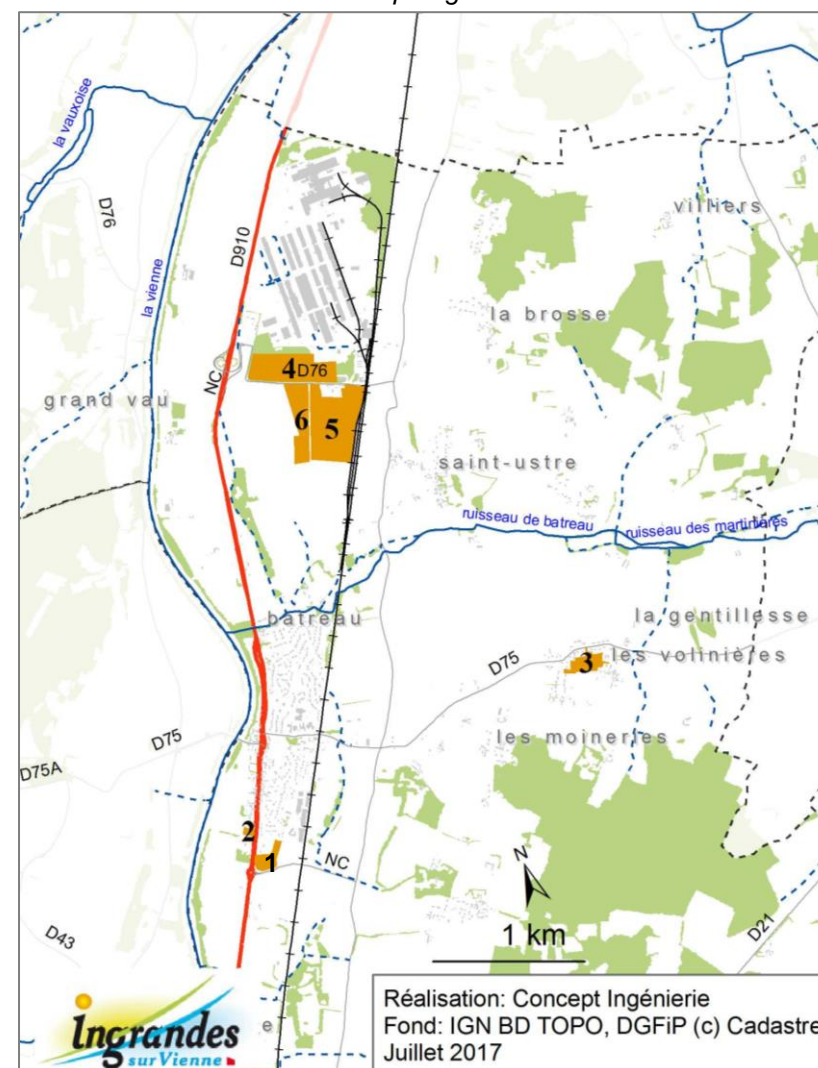 la vauxoise
D76
D910
villiers
la vienne
la brosse
NC
4 D76
grand vau
6
5
saint-ustre
ruisseau de batreau
ruisseau des martinières
batreau
la gentillesse
D75
3
les volinières
D75
les moineries
D75A
2
1
NC
N
1 km
D21
D43
Ingrandes
sur Vienne
e
Réalisation: Concept Ingénierie
Fond: IGN BD TOPO, DGFiP (c) Cadastre
Juillet 2017